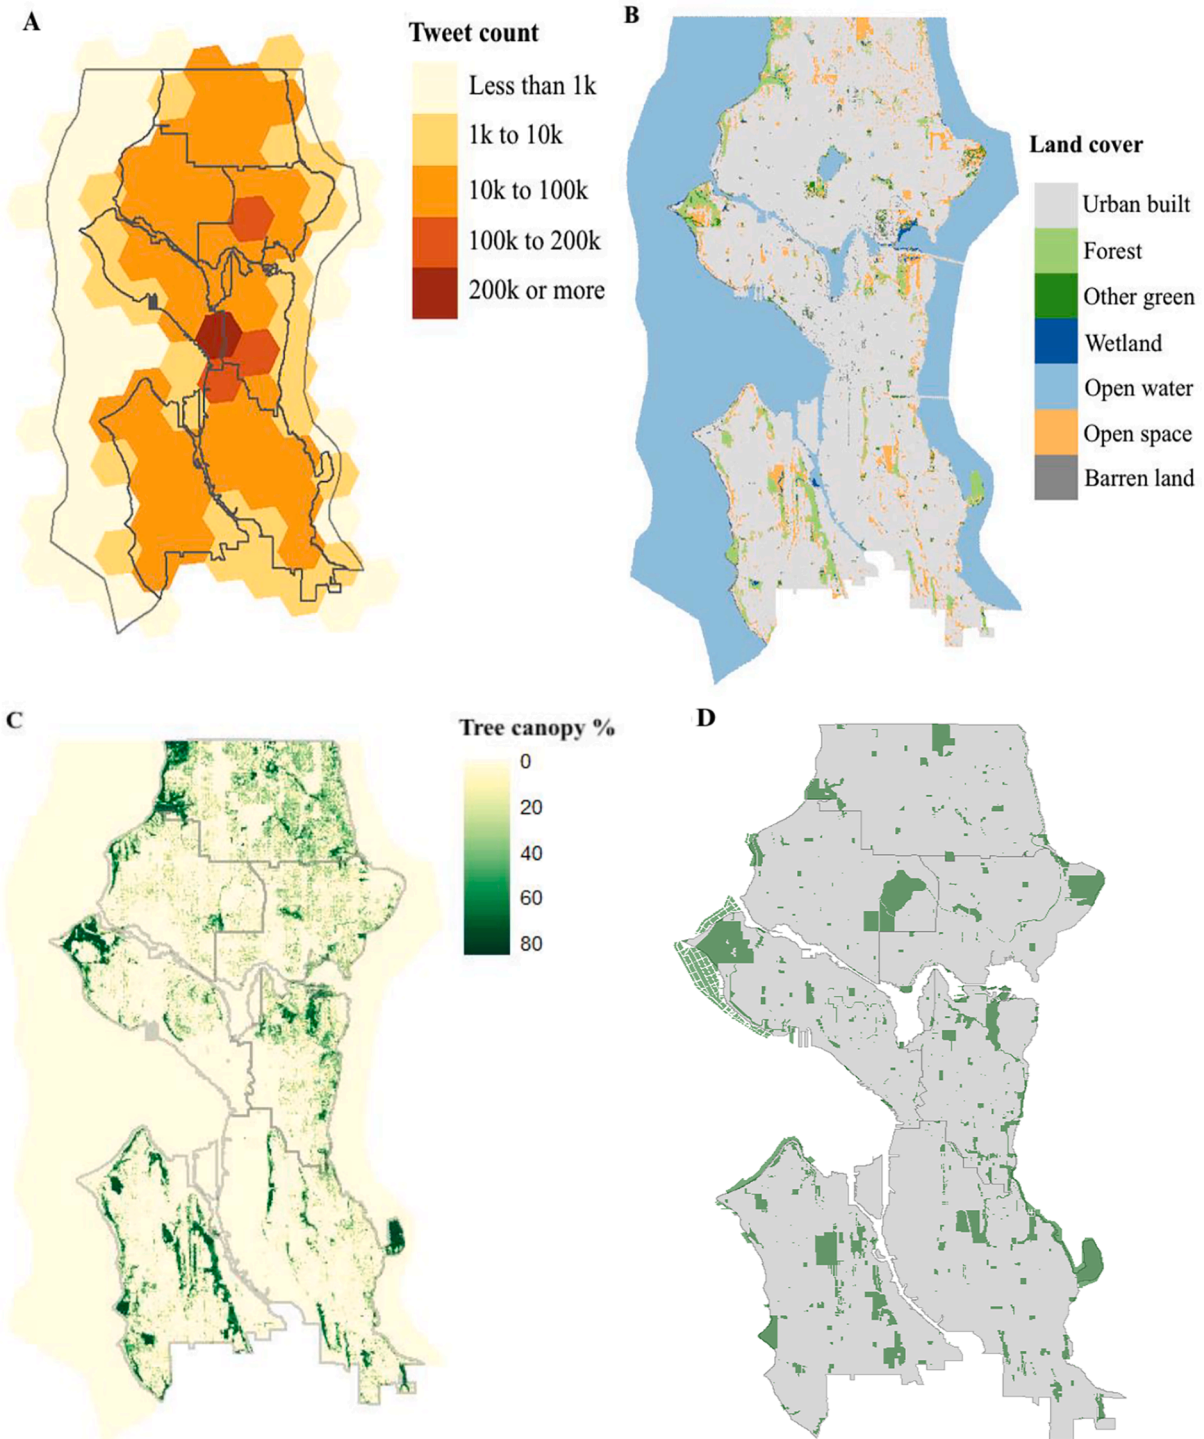 A
Tweet count
Less than 1k
1k to 10k
10k to 100k
100k to 200k
200k or more
B
Land cover
Urban built
Forest
Other green
Wetland
Open water
Open space
Barren land
C
Tree canopy %
0
20
40
60
80
D